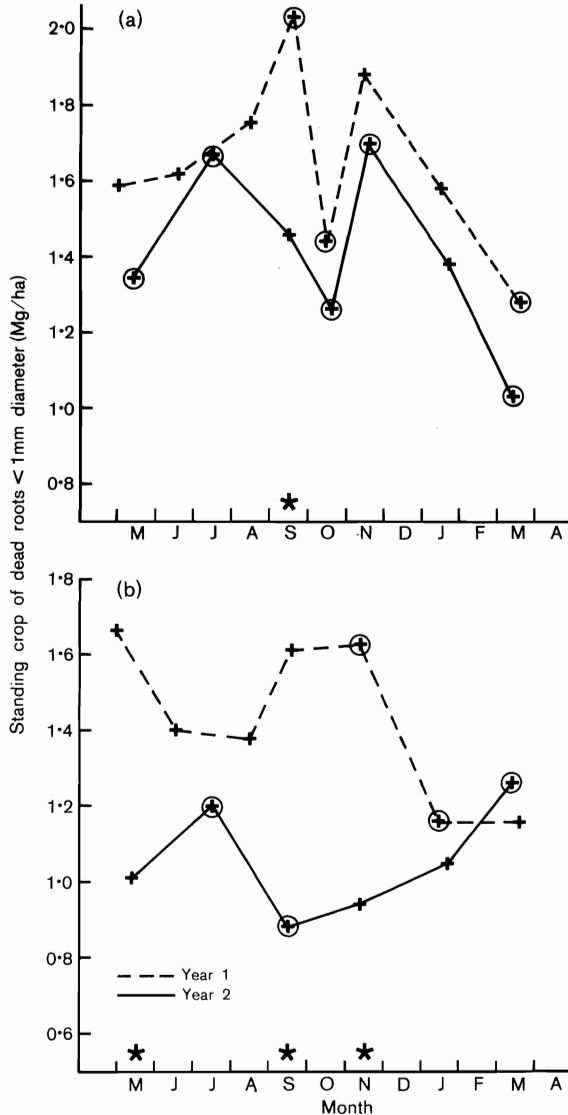 Standing crop of dead roots < 1mm diameter (Mg/ha)
(a)
2·0
1·8
1·6
1·4
1·2
1·0
0·8
M J J A S O N D J F M A
(b)
1·8
1·6
1·4
1·2
1·0
0·8
0·6
Year 1
Year 2
M J J A S O N D J F M A
Month